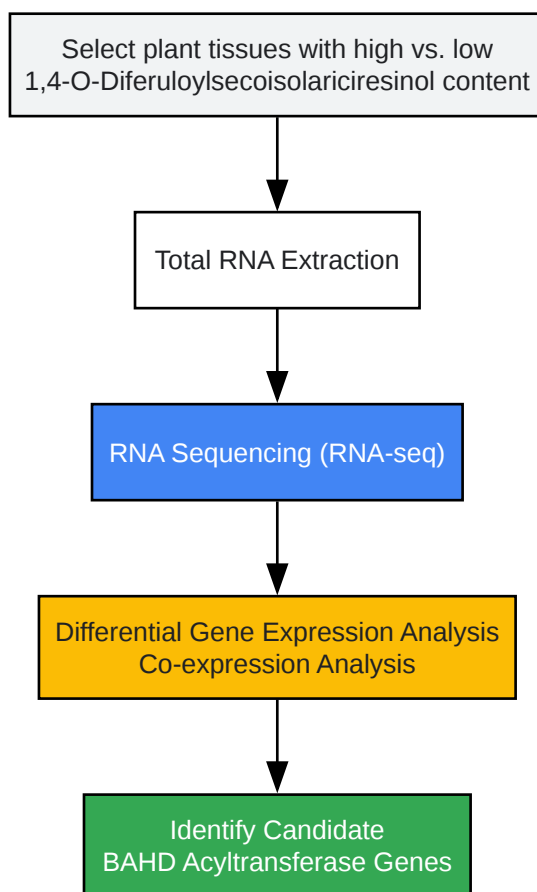 Select plant tissues with high vs. low
1,4-O-Diferuloylsecoisolariciresinol content
Total RNA Extraction
RNA Sequencing (RNA-seq)
Differential Gene Expression Analysis
Co-expression Analysis
Identify Candidate
BAHD Acyltransferase Genes